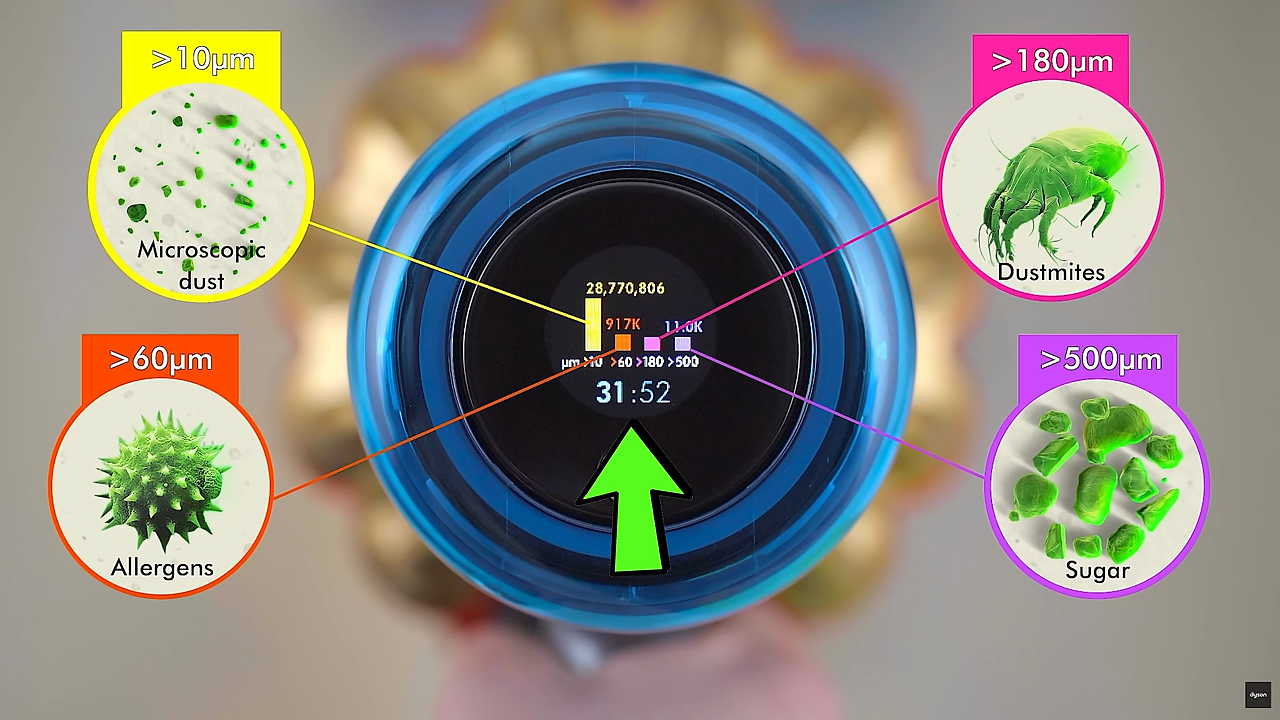 >10µm
Microscopic
dust
>60µm
Allergens
>180µm
Dustmites
>500µm
Sugar
28,770,806
917K
11.0K
µm >10 >60 >180 >500
31:52
dyson